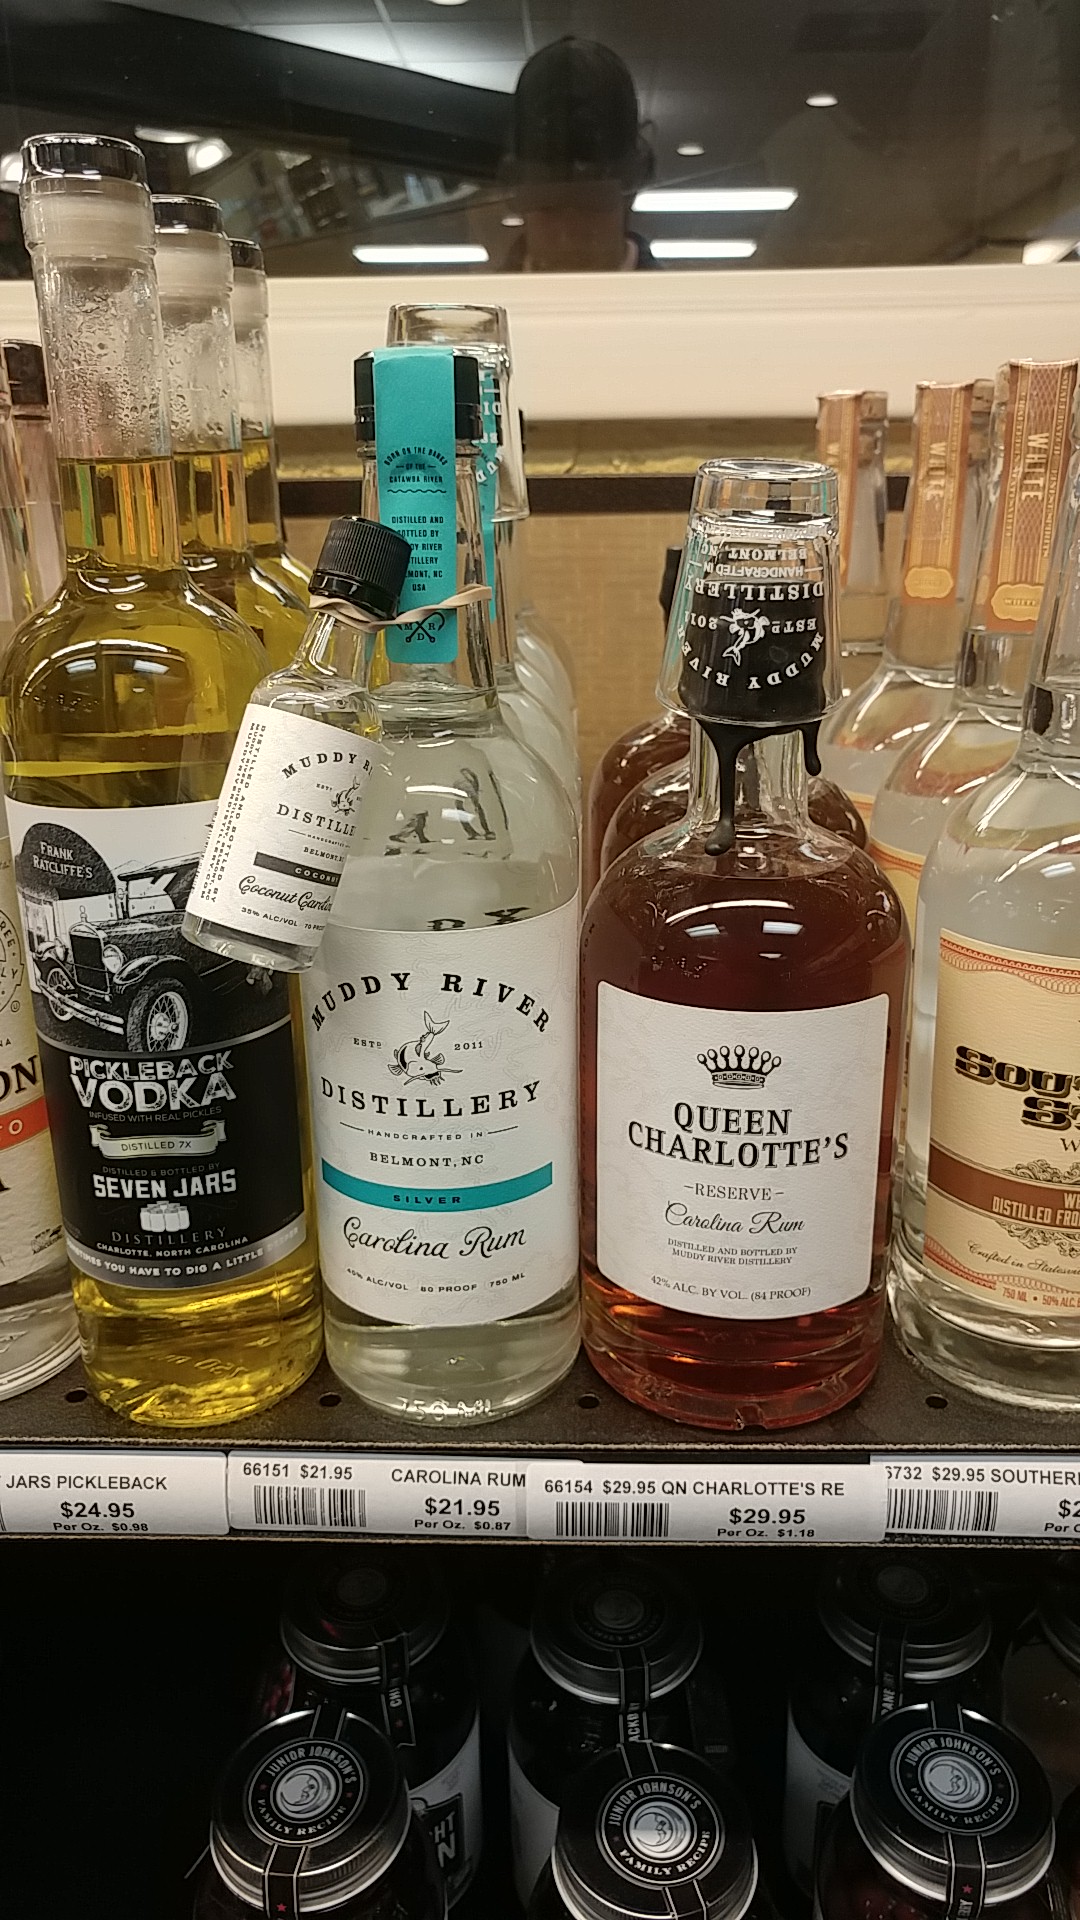 FRANK
RATCLIFFE'S
PICKLEBACK
VODKA
INFUSED WITH REAL PICKLES
DISTILLED 7X
DISTILLED & BOTTLED BY
SEVEN JARS
DISTILLERY
CHARLOTTE, NORTH CAROLINA
YOU HAVE TO DIG A LITTLE
MUDDY
DISTILLE
BELMONT,
Coconut
35% ALC/VOL
BORN ON THE BANKS
OF THE
CATAWBA RIVER
DISTILLED AND
BOTTLED BY
RIVER
NC
USA
M R
D
MUDDY RIVER
ESTD 2011
DISTILLERY
HANDCRAFTED IN
BELMONT, NC
SILVER
Carolina Rum
40% ALC/VOL 80 PROOF 750 ML
HANDCRAFTED IN
BELMONT
MUDDY RIVER
DISTILLERY
ESTD 201
QUEEN
CHARLOTTE'S
-RESERVE-
Carolina Rum
DISTILLED AND BOTTLED BY
MUDDY RIVER DISTILLERY
42% ALC. BY VOL. (84 PROOF)
WHITE
WHITE
SOU
DISTILLED FRO
Crafted in
750 ML • 50%
JARS PICKLEBACK
$24.95
Per Oz. $0.98
66151 $21.95 CAROLINA RUM
$21.95
Per Oz. $0.87
66154 $29.95 QN CHARLOTTE'S RE
$29.95
Per Oz. $1.18
6732 $29.95 SOUTHER
JUNIOR JOHNSON'S
FAMILY RECIPE
JUNIOR JOHNSON'S
FAMILY RECIPE
JUNIOR JOHNSON'S
FAMILY RECIPE